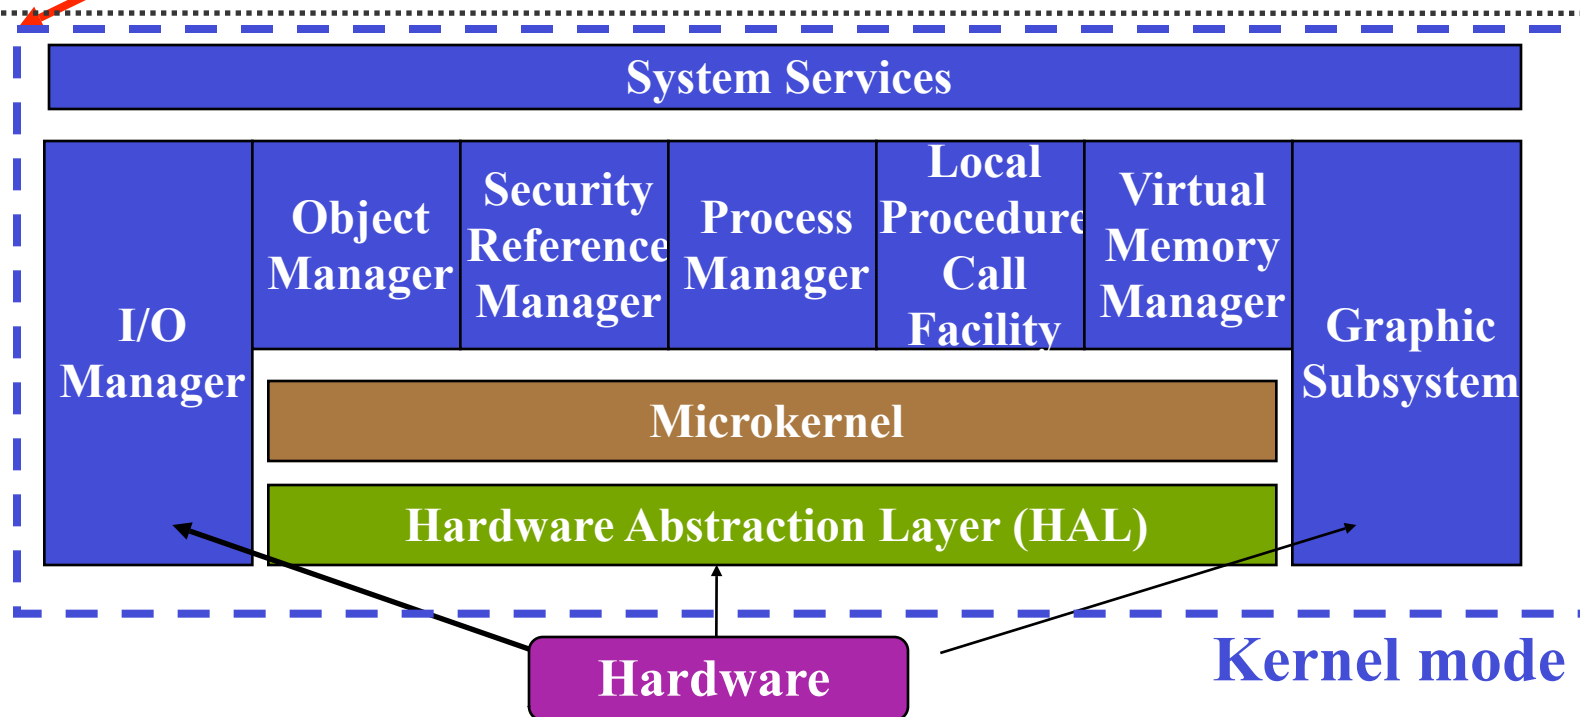 System Services
I/O
Manager
Object
Manager
Security
Reference
Manager
Process
Manager
Local
Procedure
Call
Facility
Virtual
Memory
Manager
Graphic
Subsystem
Microkernel
Hardware Abstraction Layer (HAL)
Hardware
Kernel mode